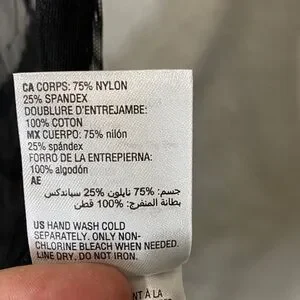 CA CORPS: 75% NYLON
25% SPANDEX
DOUBLURE D'ENTREJAMBE:
100% COTON
MX CUERPO: 75% nilón
25% spándex
FORRO DE LA ENTREPIERNA:
100% algodón
AE
جسم: 75% نايلون 25% سباندكس
بطانة المنفرج: 100% قطن
US HAND WASH COLD
SEPARATELY. ONLY NON-
CHLORINE BLEACH WHEN NEEDED.
LINE DRY. DO NOT IRON.
À LA